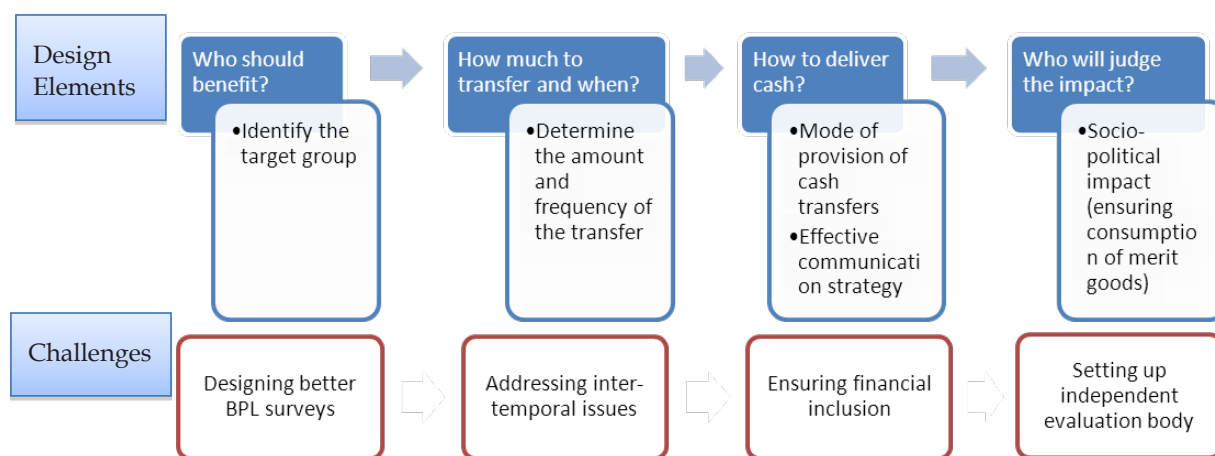 Design
Elements
Who should
benefit?
•Identify the
target group
How much to
transfer and when?
•Determine
the amount
and
frequency of
the transfer
How to deliver
cash?
•Mode of
provision of
cash
transfers
•Effective
communicati
on strategy
Who will judge
the impact?
•Socio-
political
impact
(ensuring
consumptio
n of merit
goods)
Challenges
Designing better
BPL surveys
Addressing inter-
temporal issues
Ensuring financial
inclusion
Setting up
independent
evaluation body